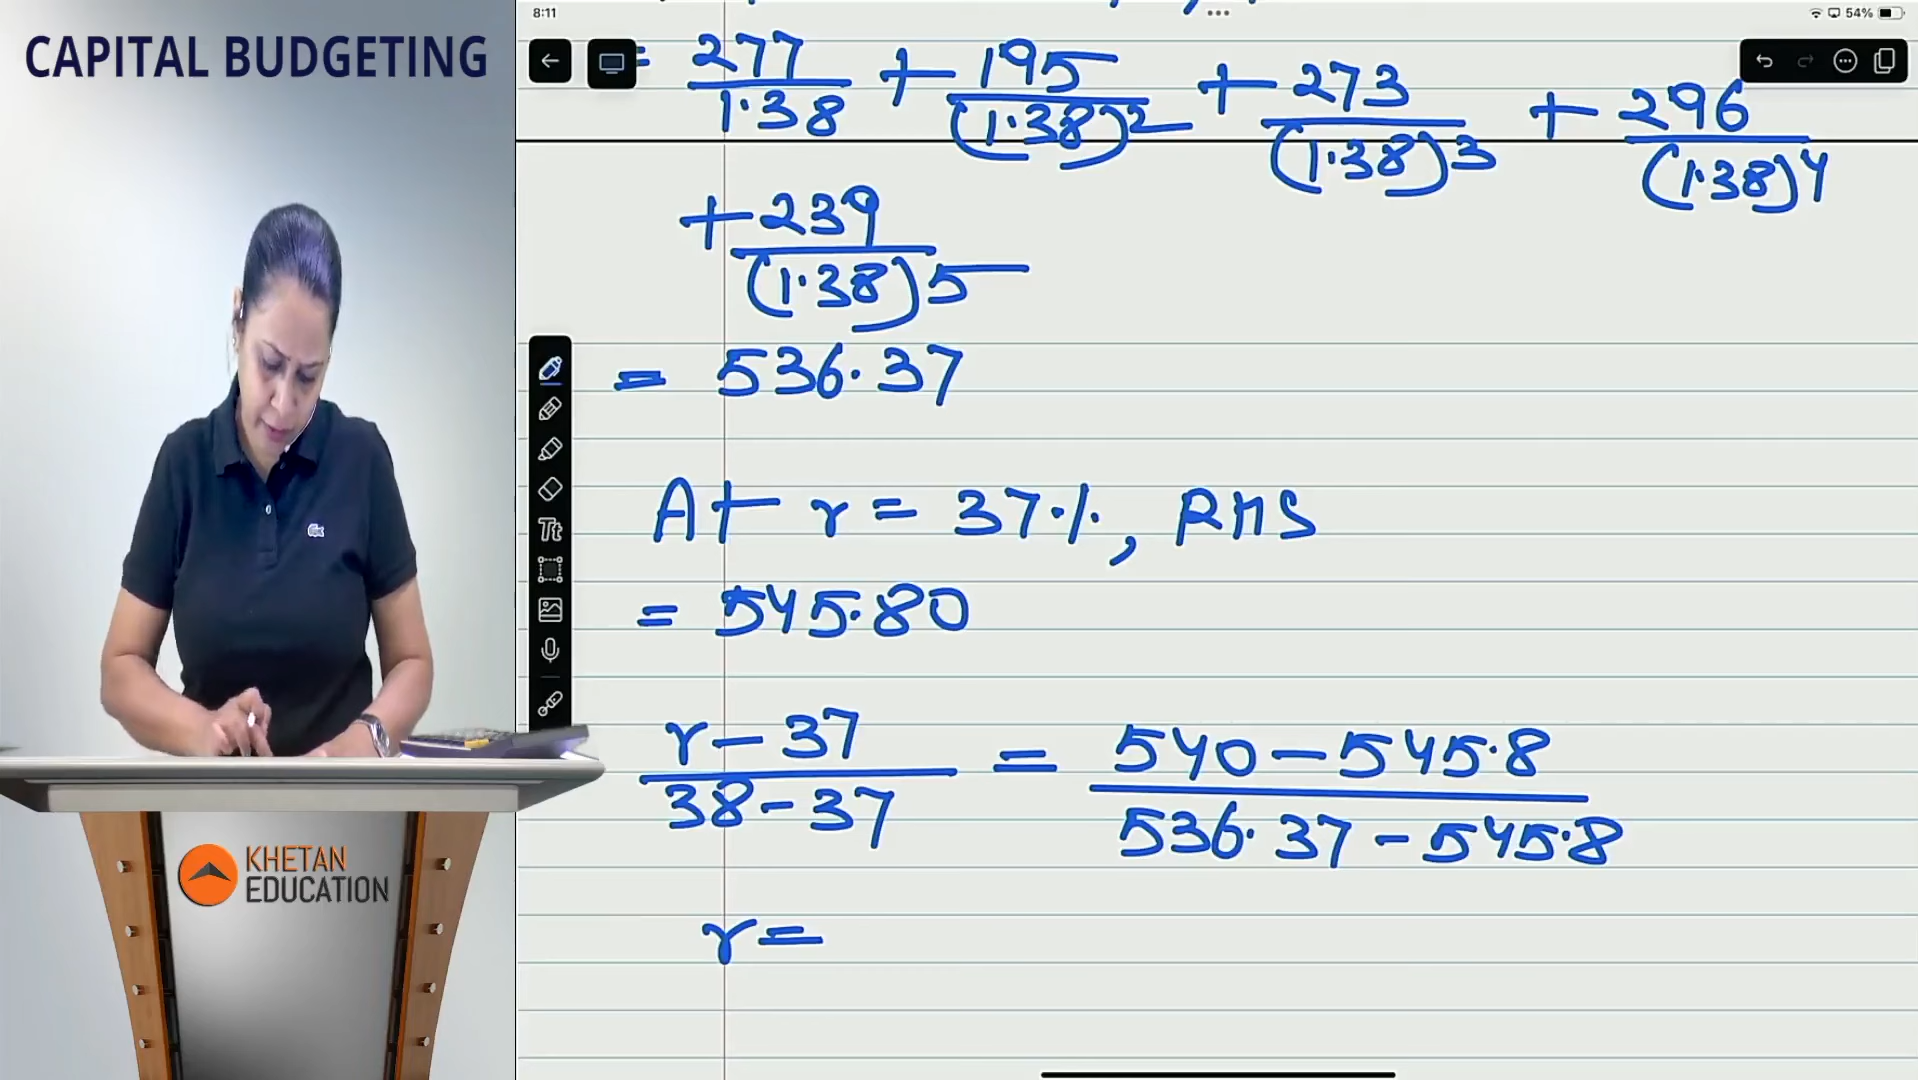 CAPITAL BUDGETING
8:11
54%
= 277/1.38 + 195/(1.38)2 + 273/(1.38)3 + 296/(1.38)4
+ 239/(1.38)5
= 536.37
At r = 37%, RHS
= 545.80
r - 37/38 - 37 = 540 - 545.8/536.37 - 545.8
r =
Tt
KHETAN
EDUCATION